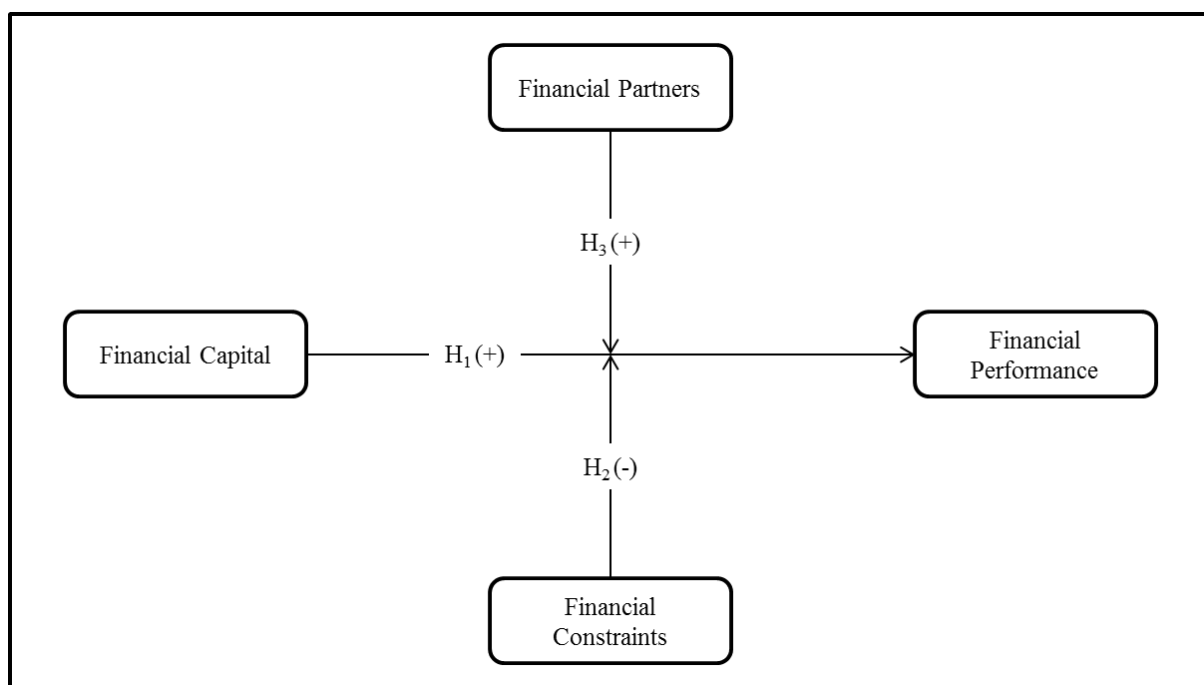 Financial Partners
H₃(+)
Financial Capital
H₁(+)
Financial
Performance
H₂(-)
Financial
Constraints